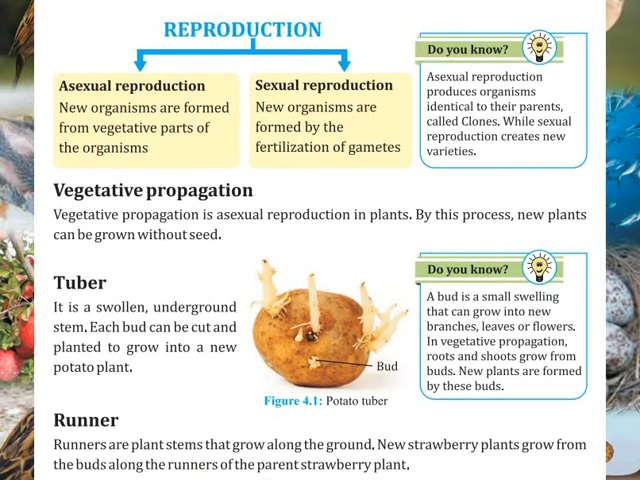 REPRODUCTION
Asexual reproduction
New organisms are formed
from vegetative parts of
the organisms
Sexual reproduction
New organisms are
formed by the
fertilization of gametes
Do you know?
Asexual reproduction
produces organisms
identical to their parents,
called Clones. While sexual
reproduction creates new
varieties.
Vegetative propagation
Vegetative propagation is asexual reproduction in plants. By this process, new plants
can be grown without seed.
Tuber
It is a swollen, underground
stem. Each bud can be cut and
planted to grow into a new
potato plant.
Bud
Figure 4.1: Potato tuber
Do you know?
A bud is a small swelling
that can grow into new
branches, leaves or flowers.
In vegetative propagation,
roots and shoots grow from
buds. New plants are formed
by these buds.
Runner
Runners are plant stems that grow along the ground. New strawberry plants grow from
the buds along the runners of the parent strawberry plant.